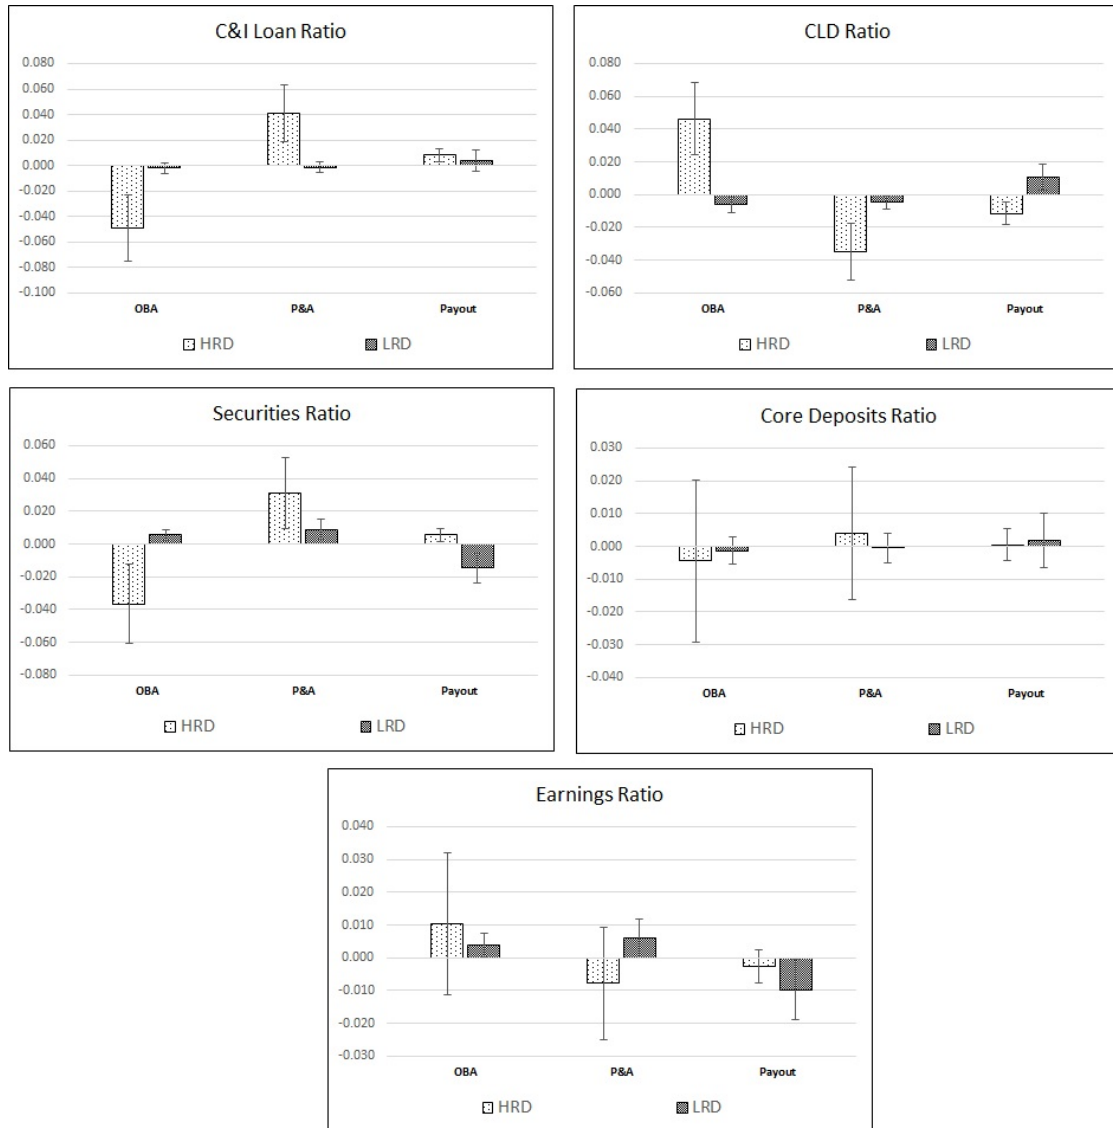 C&I Loan Ratio
0.080
0.060
0.040
0.020
0.000
-0.020
-0.040
-0.060
-0.080
-0.100
OBA P&A Payout
HRD LRD
CLD Ratio
0.080
0.060
0.040
0.020
0.000
-0.020
-0.040
-0.060
OBA P&A Payout
HRD LRD
Securities Ratio
0.060
0.040
0.020
0.000
-0.020
-0.040
-0.060
-0.080
OBA P&A Payout
HRD LRD
Core Deposits Ratio
0.030
0.020
0.010
0.000
-0.010
-0.020
-0.030
-0.040
OBA P&A Payout
HRD LRD
Earnings Ratio
0.040
0.030
0.020
0.010
0.000
-0.010
-0.020
-0.030
OBA P&A Payout
HRD LRD